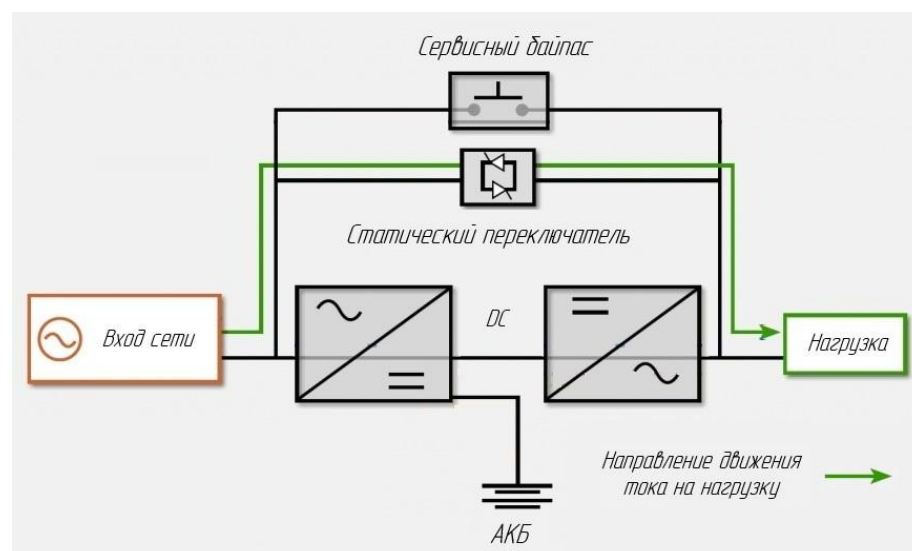 Сервисный байпас
Статический переключатель
Вход сети
DC
Нагрузка
Направление движения
тока на нагрузку
АКБ